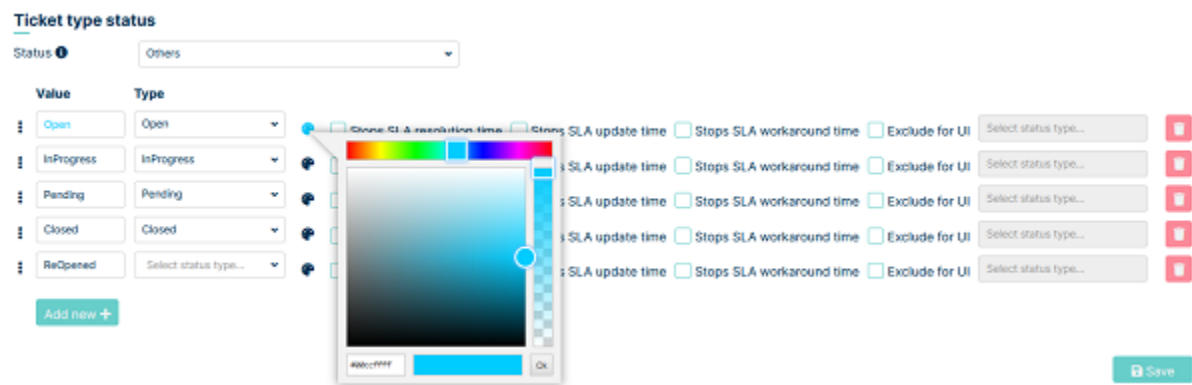 Ticket type status
Status
Others
Value Type
Open Open Stops SLA resolution time Stops SLA update time Stops SLA workaround time Exclude for UI Select status type...
InProgress InProgress SLA update time Stops SLA workaround time Exclude for UI Select status type...
Pending Pending SLA update time Stops SLA workaround time Exclude for UI Select status type...
Closed Closed SLA update time Stops SLA workaround time Exclude for UI Select status type...
ReOpened Select status type... SLA update time Stops SLA workaround time Exclude for UI Select status type...
Add new +
Ok
Save